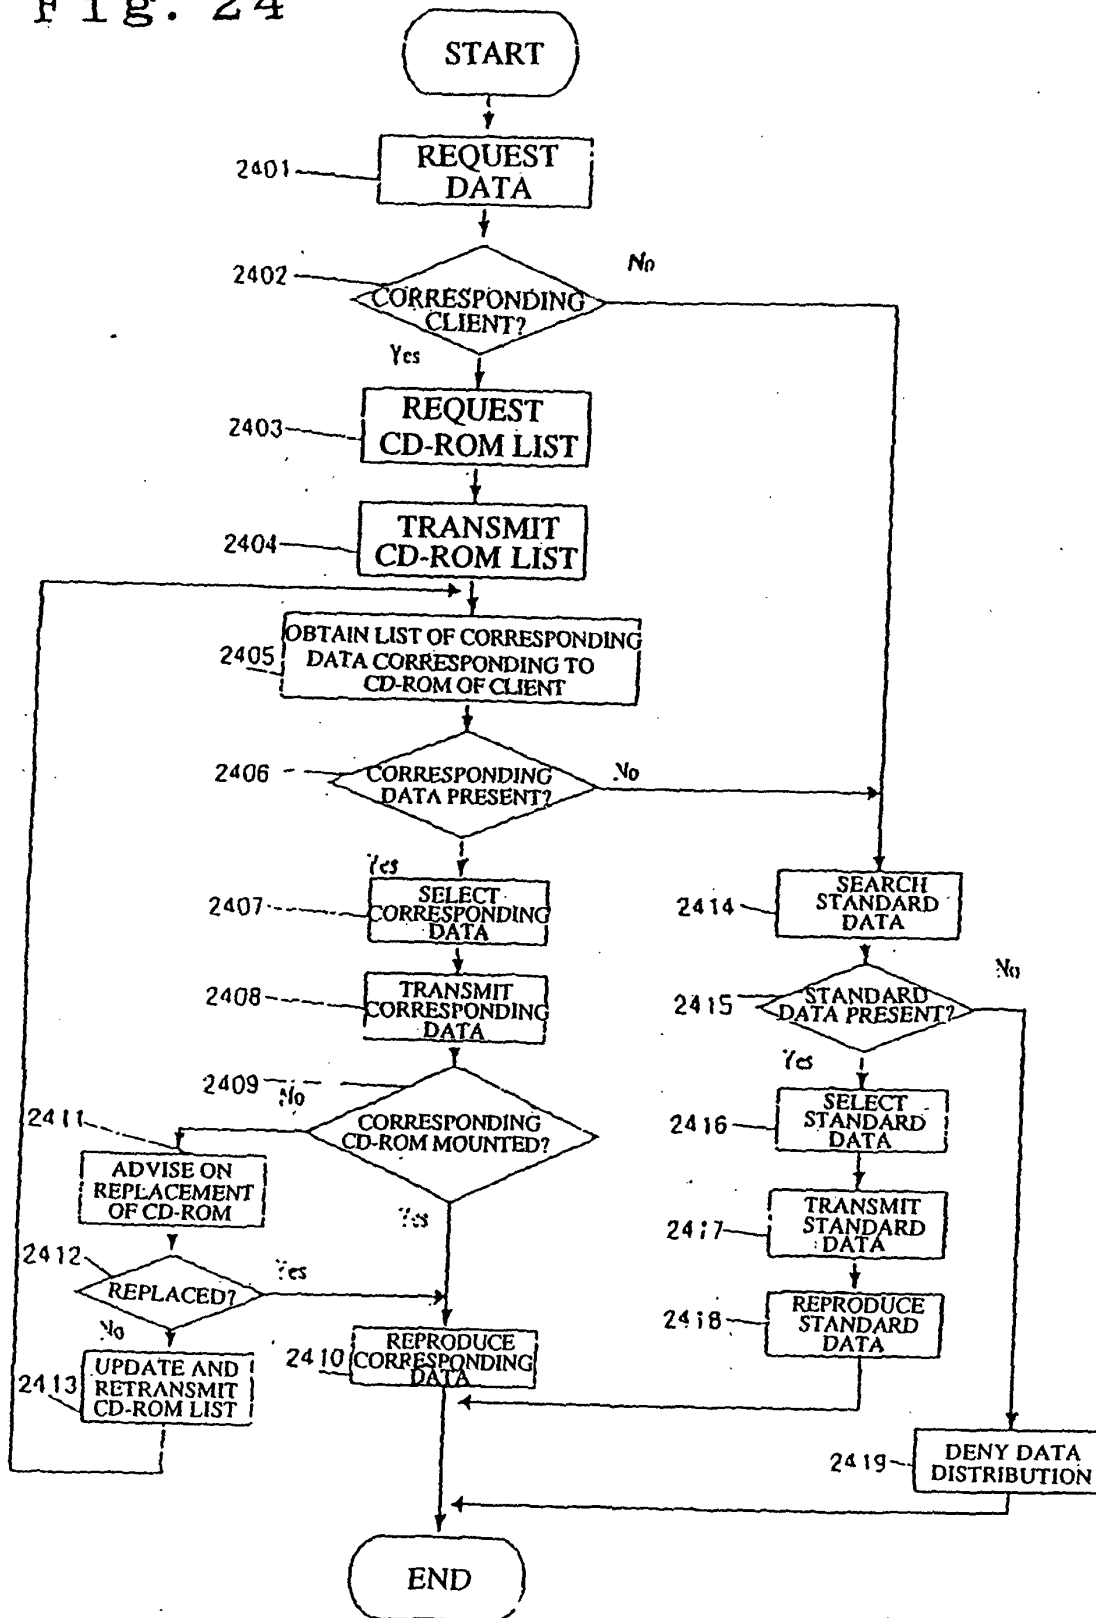 Fig. 24
START
2401
REQUEST
DATA
2402
No
CORRESPONDING
CLIENT?
Yes
2403
REQUEST
CD-ROM LIST
2404
TRANSMIT
CD-ROM LIST
2405
OBTAIN LIST OF CORRESPONDING
DATA CORRESPONDING TO
CD-ROM OF CLIENT
2406
CORRESPONDING
DATA PRESENT?
No
Yes
2407
SELECT
CORRESPONDING
DATA
2414
SEARCH
STANDARD
DATA
2408
TRANSMIT
CORRESPONDING
DATA
2415
STANDARD
DATA PRESENT?
No
Yes
2409
No
CORRESPONDING
CD-ROM MOUNTED?
Yes
2416
SELECT
STANDARD
DATA
2411
ADVISE ON
REPLACEMENT
OF CD-ROM
2417
TRANSMIT
STANDARD
DATA
2412
REPLACED?
Yes
No
2418
REPRODUCE
STANDARD
DATA
2410
REPRODUCE
CORRESPONDING
DATA
2413
UPDATE AND
RETRANSMIT
CD-ROM LIST
2419
DENY DATA
DISTRIBUTION
END